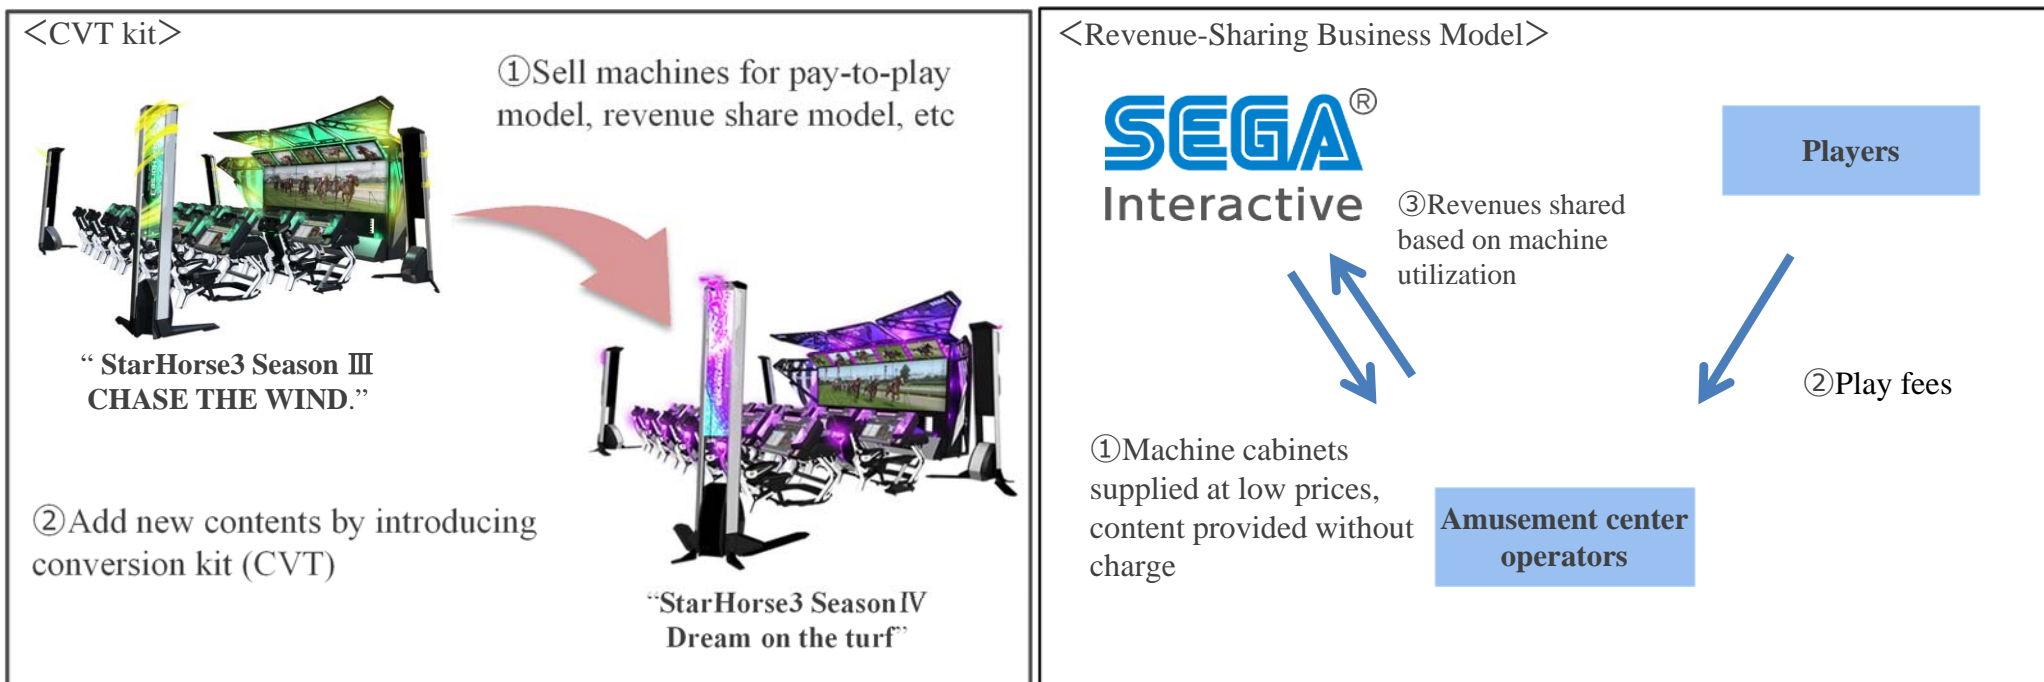 ＜CVT kit＞
①Sell machines for pay-to-play
model, revenue share model, etc
“ StarHorse3 Season Ⅲ
CHASE THE WIND.”
②Add new contents by introducing
conversion kit (CVT)
“StarHorse3 SeasonⅣ
Dream on the turf”
＜Revenue-Sharing Business Model＞
SEGA®
Interactive
Players
③Revenues shared
based on machine
utilization
②Play fees
①Machine cabinets
supplied at low prices,
content provided without
charge
Amusement center
operators